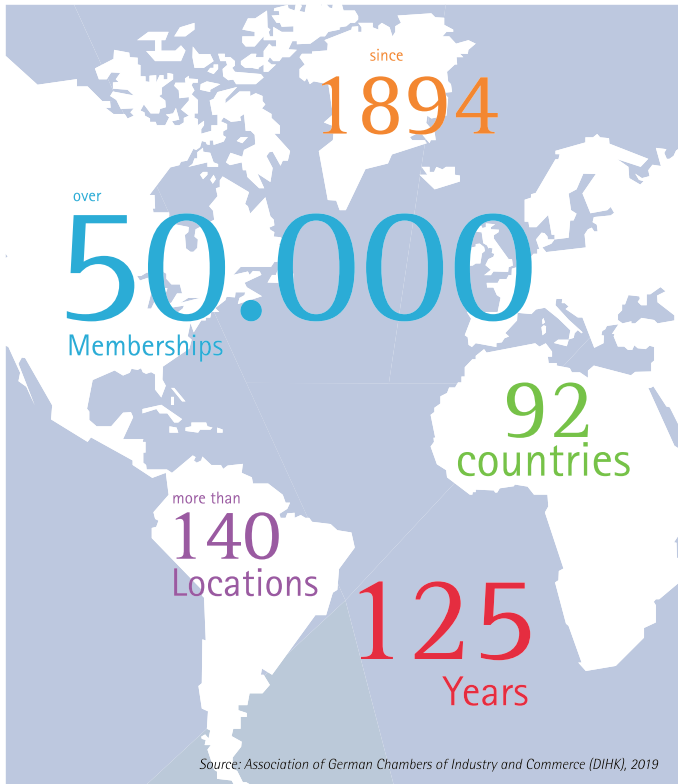 since
1894
over
50.000
Memberships
92
countries
more than
140
Locations
125
Years
Source: Association of German Chambers of Industry and Commerce (DIHK), 2019